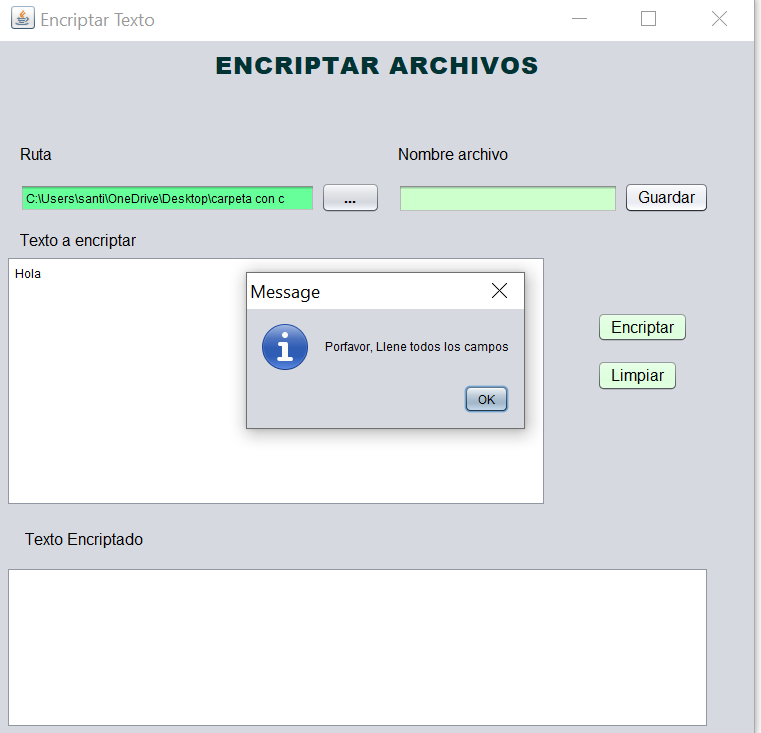 Encriptar Texto
ENCRIPTAR ARCHIVOS
Ruta
Nombre archivo
C:\Users\santi\OneDrive\Desktop\carpeta con c
...
Guardar
Texto a encriptar
Hola
Message
Porfavor, Llene todos los campos
OK
Encriptar
Limpiar
Texto Encriptado